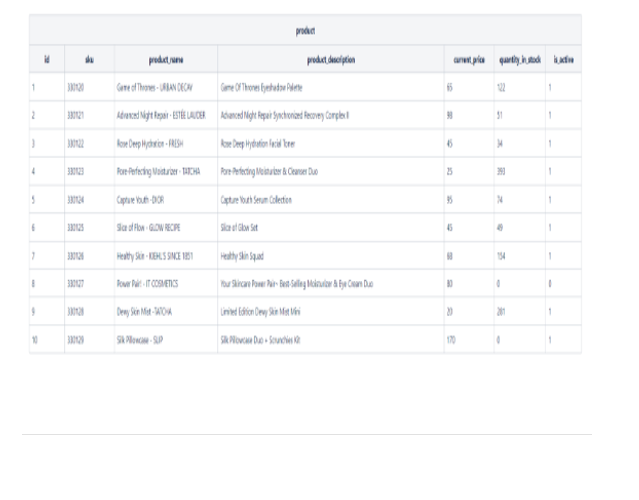 product
id sku product_name product_description current_price quantity_in_stock is_active
1 330120 Game of Thrones - URBAN DECAY Game Of Thrones Eyeshadow Palette 65 122 1
2 330121 Advanced Night Repair - ESTÉE LAUDER Advanced Night Repair Synchronized Recovery Complex II 98 51 1
3 330122 Rose Deep Hydration - FRESH Rose Deep Hydration Facial Toner 45 34 1
4 330123 Pore-Perfecting Moisturizer - TATCHA Pore-Perfecting Moisturizer & Cleanser Duo 25 393 1
5 330124 Capture Youth - DIOR Capture Youth Serum Collection 95 74 1
6 330125 Slice of Flow - GLOW RECIPE Slice of Glow Set 45 49 1
7 330126 Healthy Skin - KIEHL'S SINCE 1851 Healthy Skin Squad 68 154 1
8 330127 Power Pair! - IT COSMETICS Your Skincare Power Pair! Best-Selling Moisturizer & Eye Cream Duo 80 0 0
9 330128 Dewy Skin Mist - TATCHA Limited Edition Dewy Skin Mist Mini 20 281 1
10 330129 Silk Pillowcase - SLIP Silk Pillowcase Duo + Scrunchies Kit 170 0 1